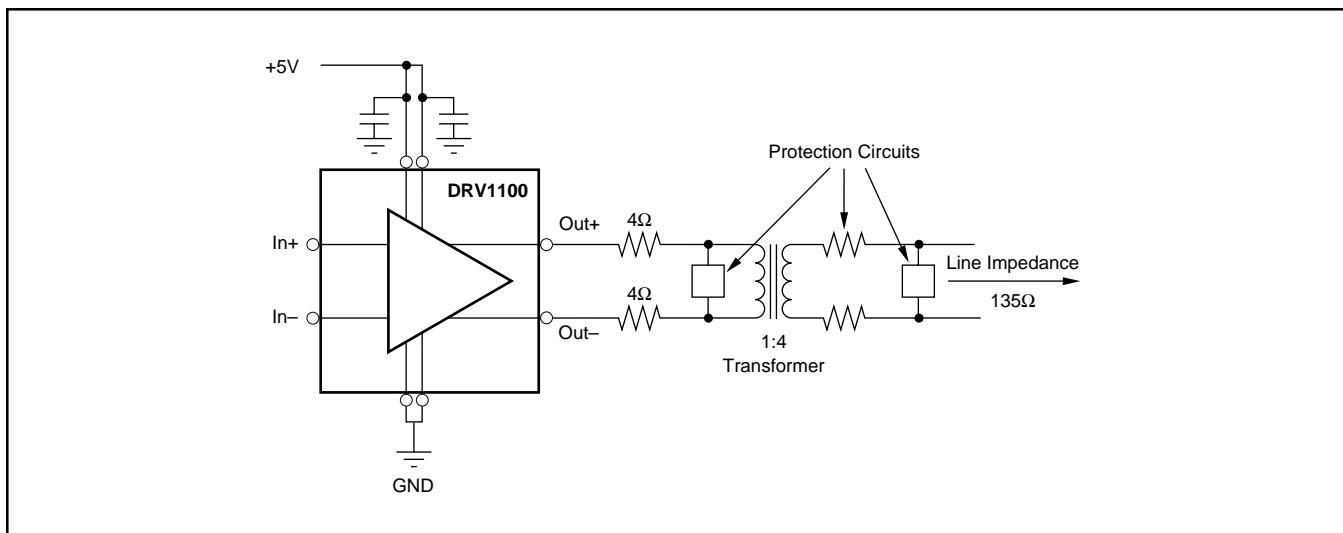 +5V
Protection Circuits
DRV1100
Out+
4Ω
In+
Line Impedance
135Ω
4Ω
In–
Out–
1:4
Transformer
GND